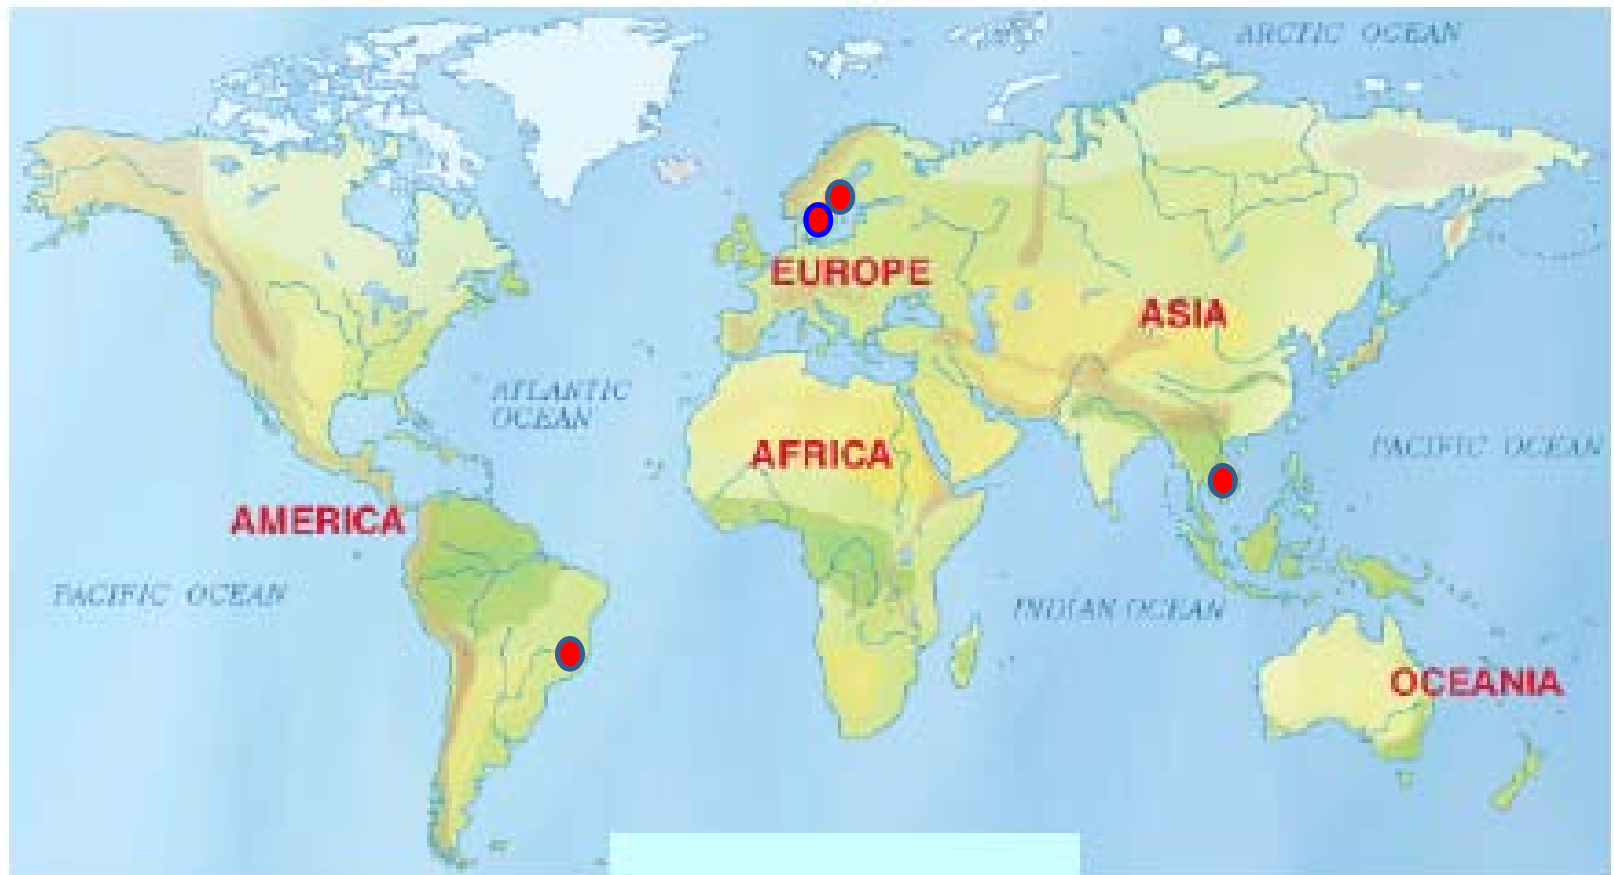 ARCTIC OCEAN
EUROPE
ASIA
ATLANTIC
OCEAN
AFRICA
PACIFIC OCEAN
AMERICA
PACIFIC OCEAN
INDIAN OCEAN
OCEANIA